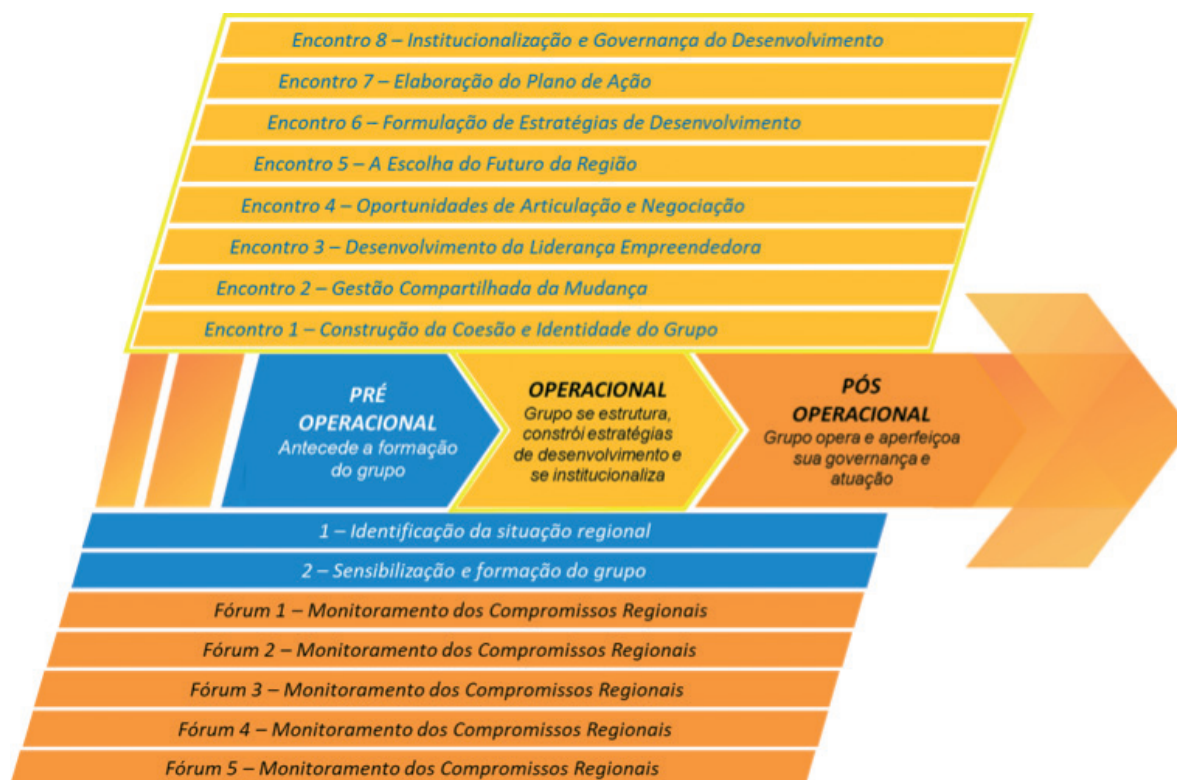 Encontro 8 – Institucionalização e Governança do Desenvolvimento
Encontro 7 – Elaboração do Plano de Ação
Encontro 6 – Formulação de Estratégias de Desenvolvimento
Encontro 5 – A Escolha do Futuro da Região
Encontro 4 – Oportunidades de Articulação e Negociação
Encontro 3 – Desenvolvimento da Liderança Empreendedora
Encontro 2 – Gestão Compartilhada da Mudança
Encontro 1 – Construção da Coesão e Identidade do Grupo
PRÉ
OPERACIONAL
Antecede a formação
do grupo
OPERACIONAL
Grupo se estrutura,
constrói estratégias
de desenvolvimento e
se institucionaliza
PÓS
OPERACIONAL
Grupo opera e aperfeiçoa
sua governança e
atuação
1 – Identificação da situação regional
2 – Sensibilização e formação do grupo
Fórum 1 – Monitoramento dos Compromissos Regionais
Fórum 2 – Monitoramento dos Compromissos Regionais
Fórum 3 – Monitoramento dos Compromissos Regionais
Fórum 4 – Monitoramento dos Compromissos Regionais
Fórum 5 – Monitoramento dos Compromissos Regionais